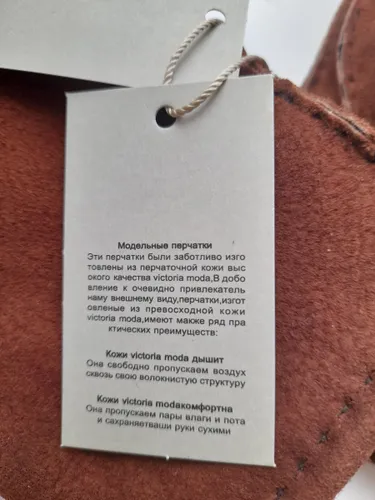 Модельные перчатки
Эти перчатки были заботливо изго
товлены из перчаточной кожи выс
окого качества victoria moda,В добо
вление к очевидно привлекатель
наму внешнему виду,перчатки,изгот
овленые из превосходной кожи
victoria moda,имеют макже ряд пра
ктических преимуществ:
Кожи victoria moda дышит
Она свободно пропускаем воздух
сквозь свою волокнистую структуру
Кожи victoria modaкомфортна
Она пропускаем пары влаги и пота
и сахраняетваши руки сухими